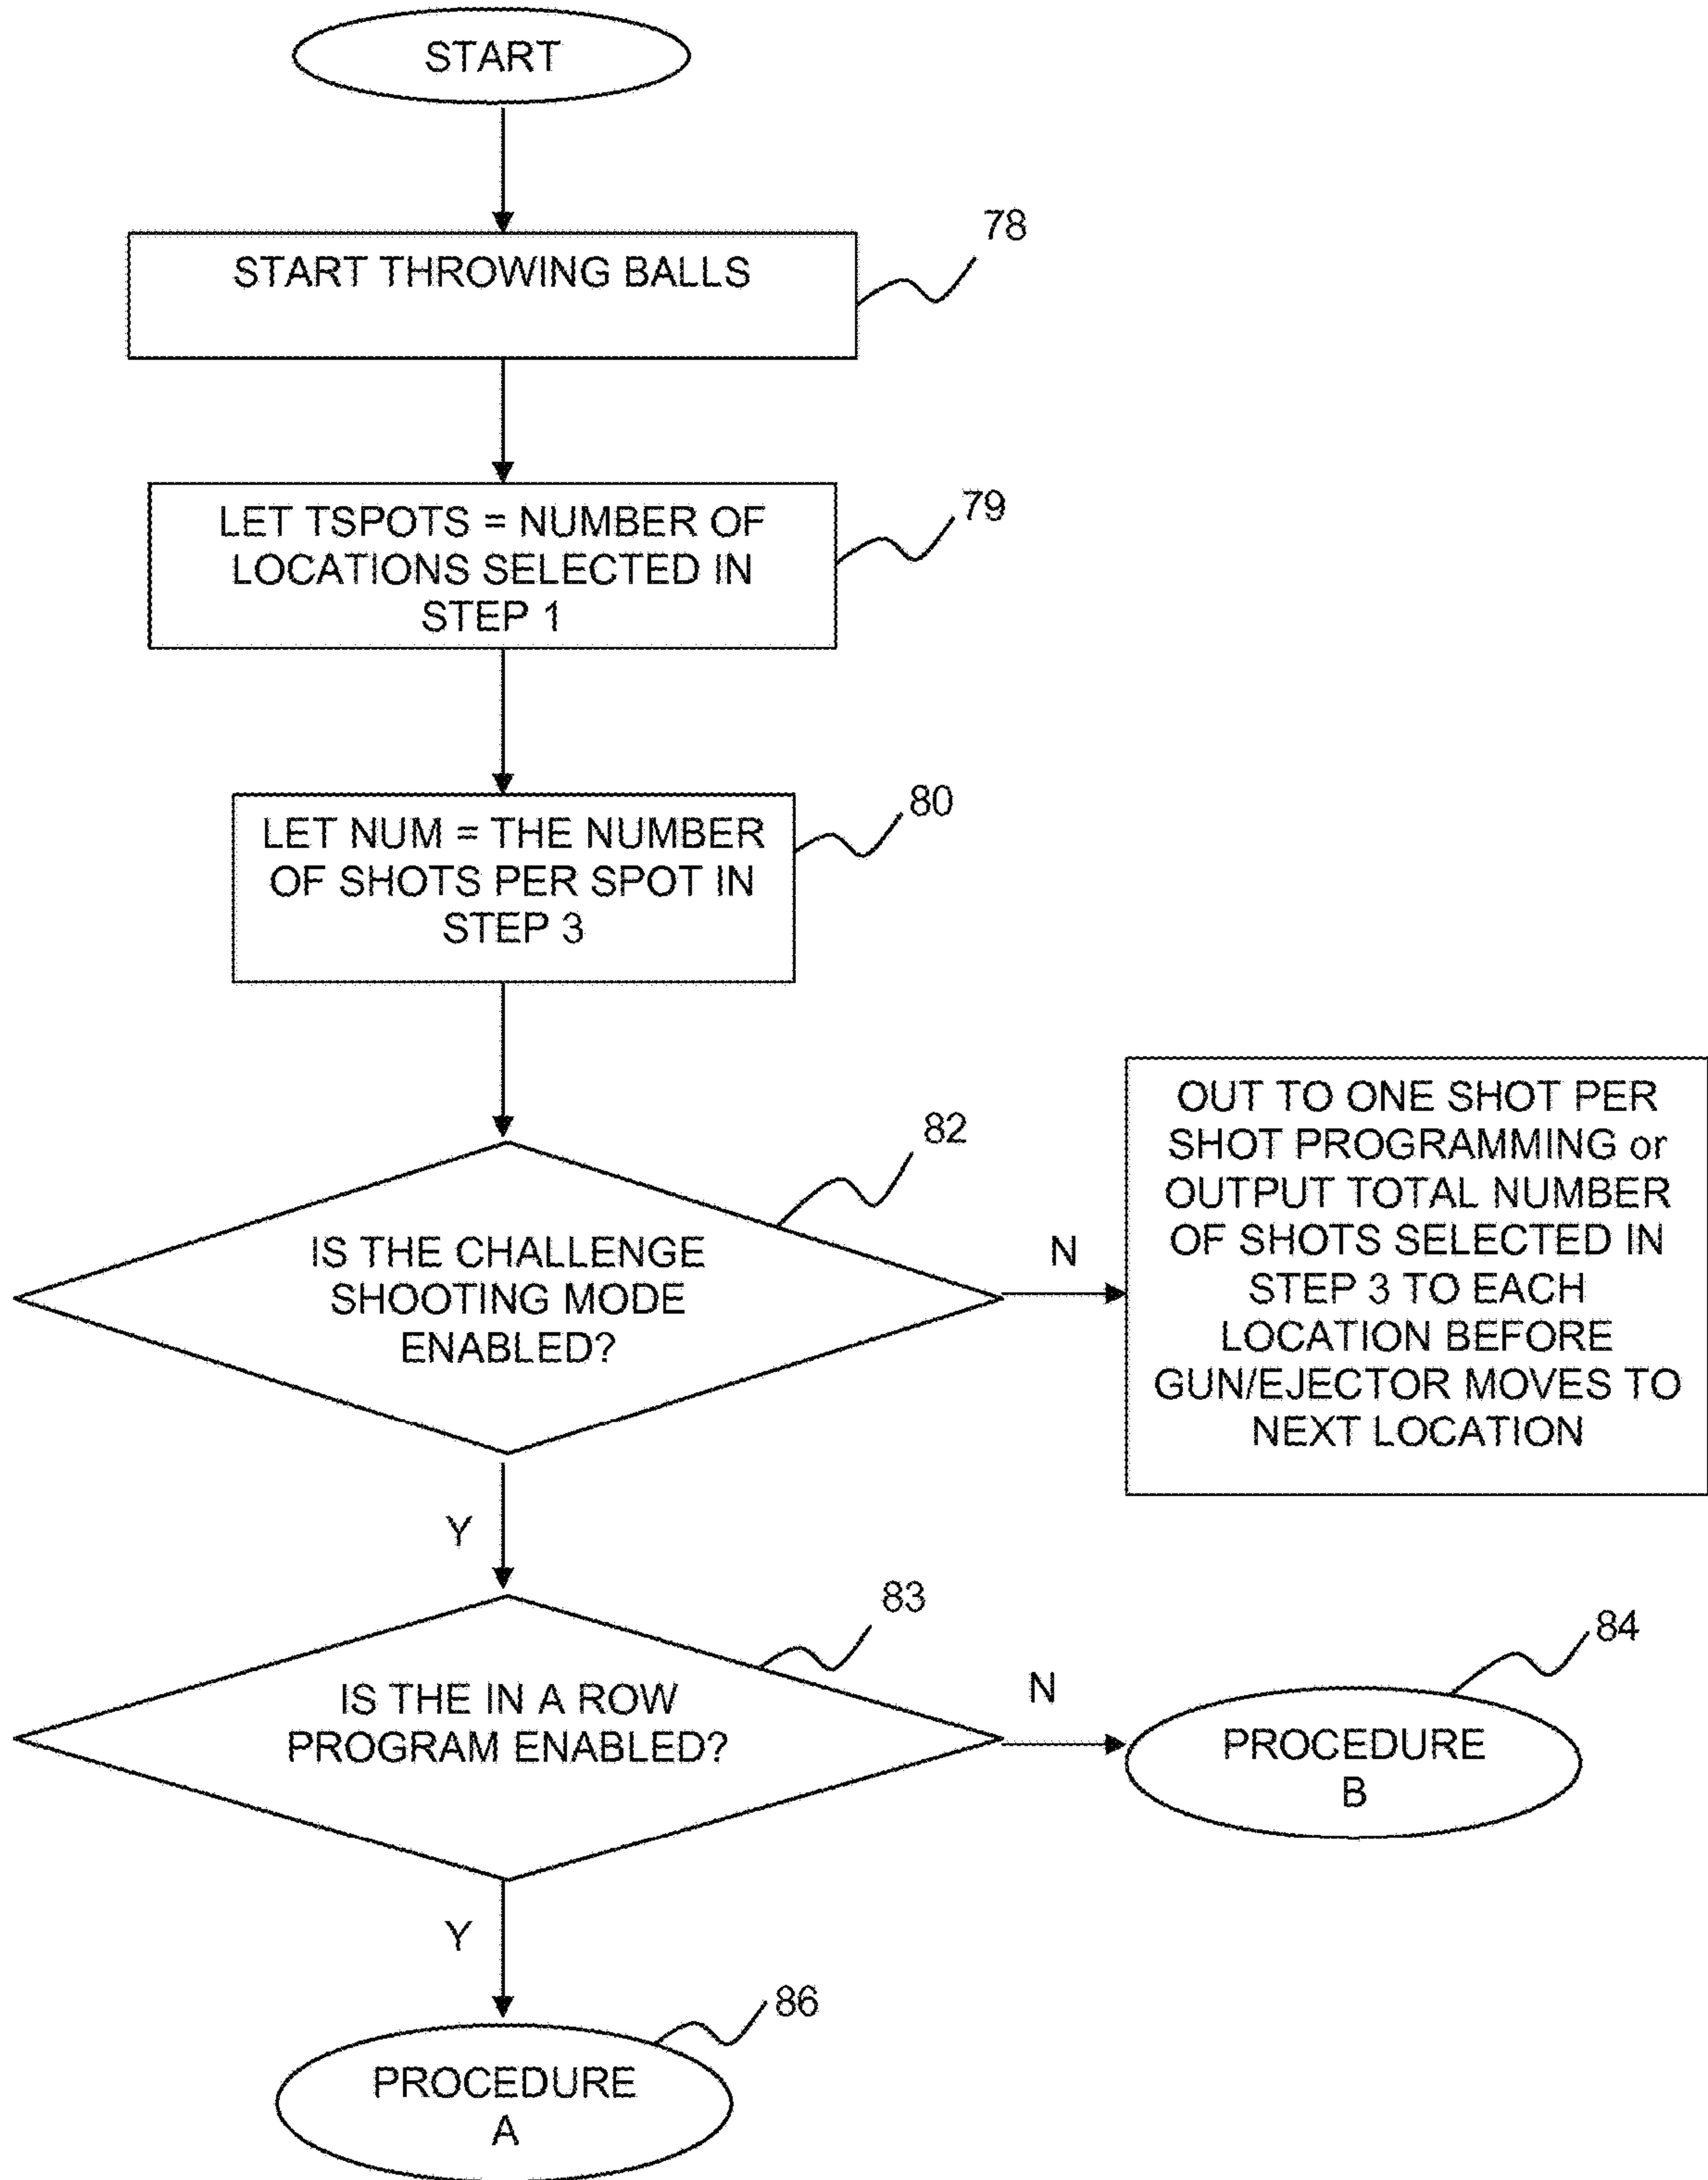 START
78
START THROWING BALLS
79
LET TSPOTS = NUMBER OF
LOCATIONS SELECTED IN
STEP 1
80
LET NUM = THE NUMBER
OF SHOTS PER SPOT IN
STEP 3
82
IS THE CHALLENGE
SHOOTING MODE
ENABLED?
N
OUT TO ONE SHOT PER
SHOT PROGRAMMING or
OUTPUT TOTAL NUMBER
OF SHOTS SELECTED IN
STEP 3 TO EACH
LOCATION BEFORE
GUN/EJECTOR MOVES TO
NEXT LOCATION
Y
83
IS THE IN A ROW
PROGRAM ENABLED?
N
84
PROCEDURE
B
Y
86
PROCEDURE
A